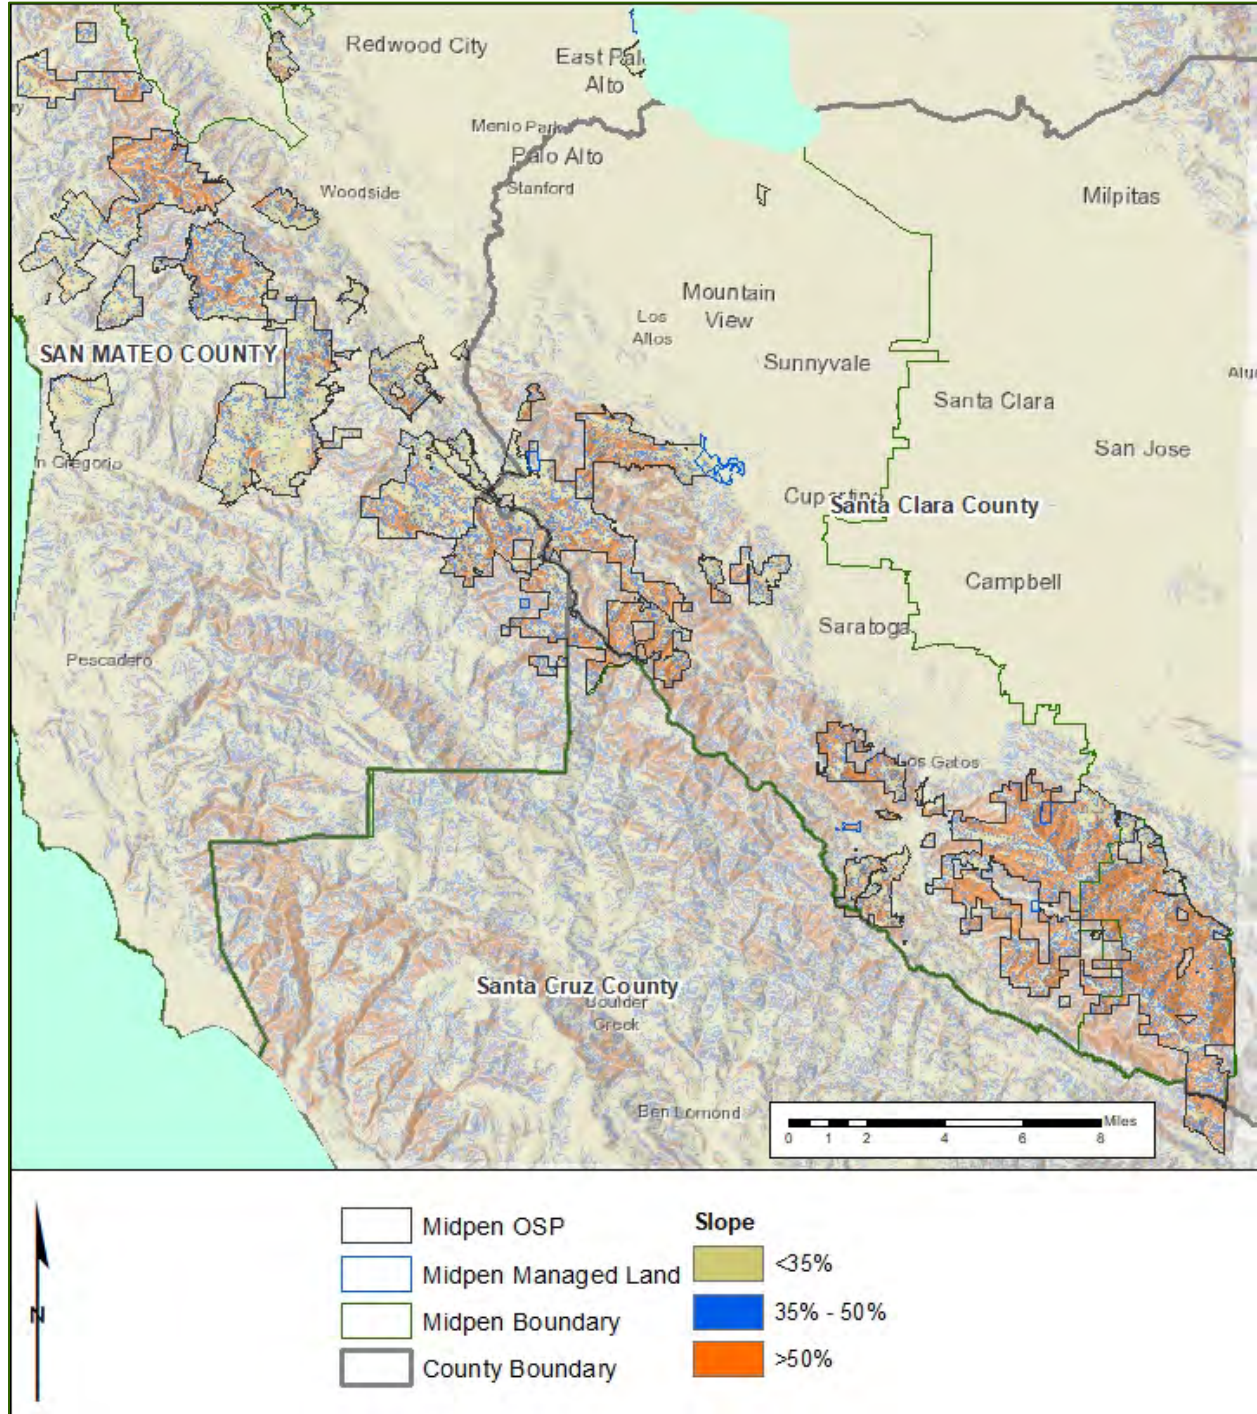 Redwood City
East Pal
Alto
Menlo Park
Palo Alto
Stanford
Woodside
Milpitas
Mountain
View
Los
Altos
SAN MATEO COUNTY
Sunnyvale
Santa Clara
San Jose
n Gregorio
Cupertino
Santa Clara County
Campbell
Saratoga
Pescadero
Los Gatos
Santa Cruz County
Boulder
Creek
Ben Lomond
Miles
0 1 2 4 6 8
N
Midpen OSP
Midpen Managed Land
Midpen Boundary
County Boundary
Slope
<35%
35% - 50%
>50%